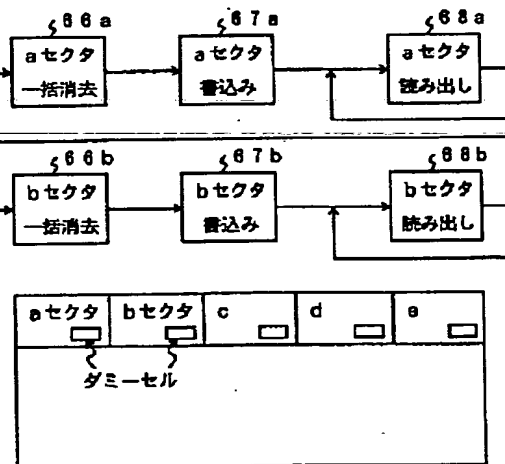 66a 67a 68a
aセクタ aセクタ aセクタ
一括消去 書込み 読み出し
66b 67b 68b
bセクタ bセクタ bセクタ
一括消去 書込み 読み出し
aセクタ bセクタ c d e
ダミーセル